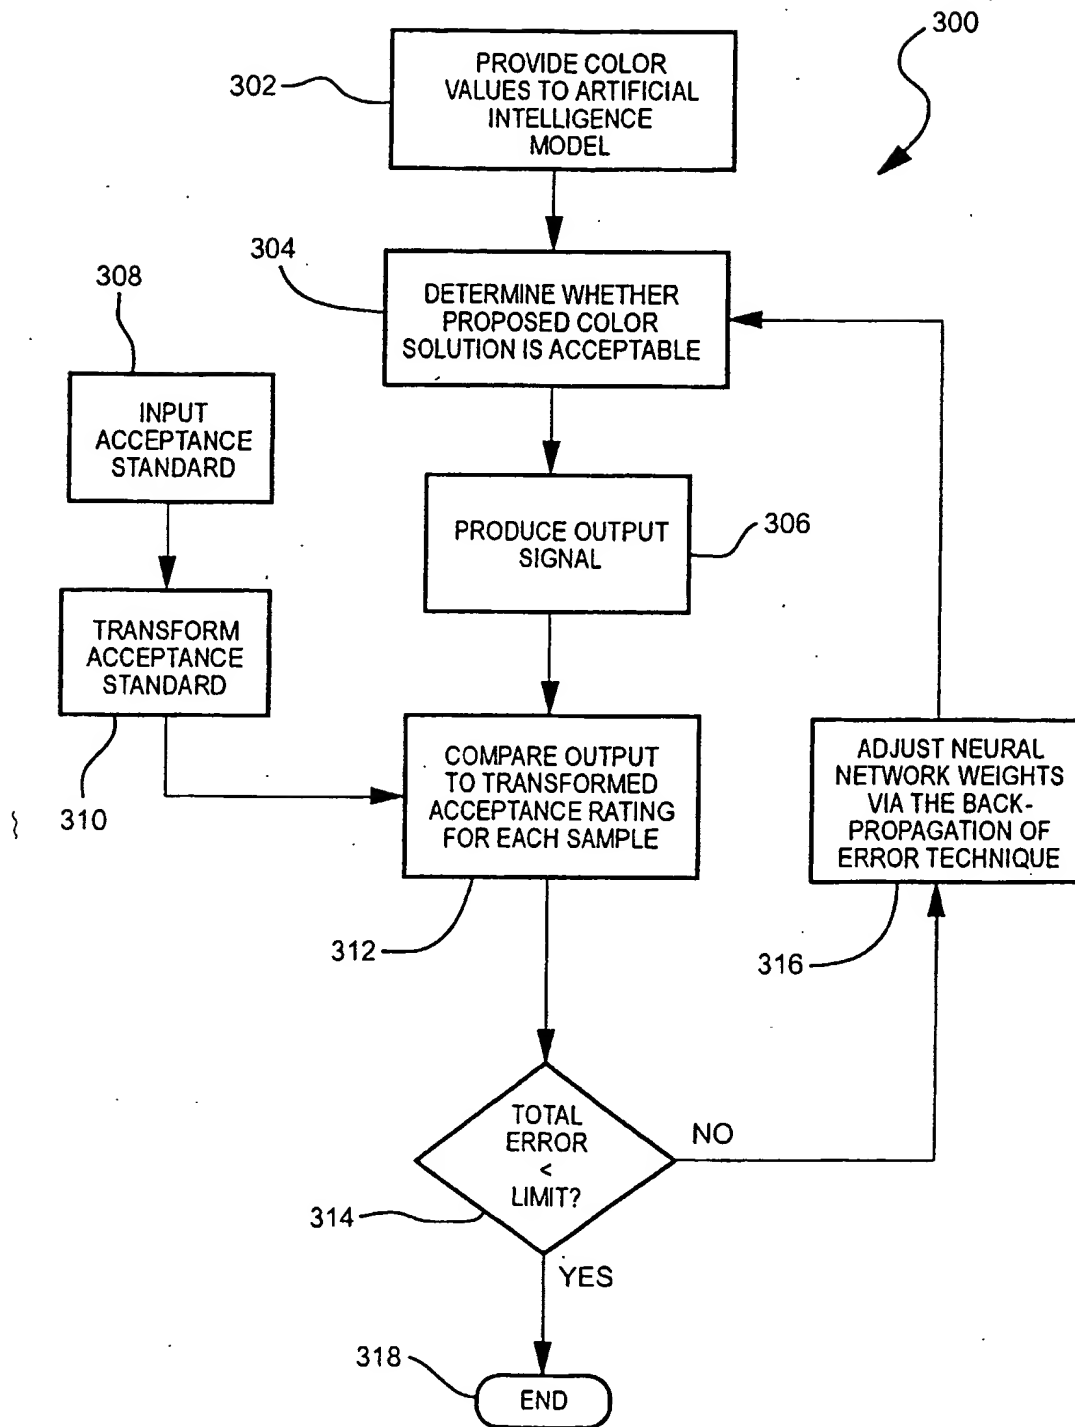 300
302
PROVIDE COLOR
VALUES TO ARTIFICIAL
INTELLIGENCE
MODEL
304
DETERMINE WHETHER
PROPOSED COLOR
SOLUTION IS ACCEPTABLE
308
INPUT
ACCEPTANCE
STANDARD
PRODUCE OUTPUT
SIGNAL
306
TRANSFORM
ACCEPTANCE
STANDARD
310
COMPARE OUTPUT
TO TRANSFORMED
ACCEPTANCE RATING
FOR EACH SAMPLE
312
ADJUST NEURAL
NETWORK WEIGHTS
VIA THE BACK-
PROPAGATION OF
ERROR TECHNIQUE
316
TOTAL
ERROR
<
LIMIT?
314
NO
YES
318
END